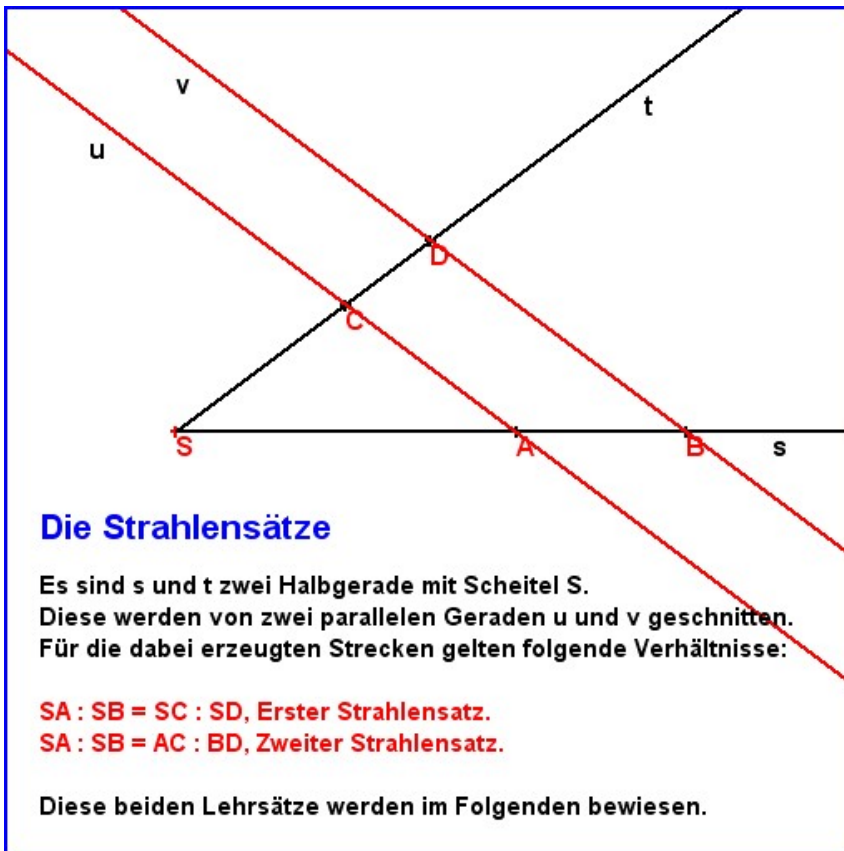 v
t
u
D
C
S
A
B
s
Die Strahlensätze
Es sind s und t zwei Halbgerade mit Scheitel S.
Diese werden von zwei parallelen Geraden u und v geschnitten.
Für die dabei erzeugten Strecken gelten folgende Verhältnisse:
SA : SB = SC : SD, Erster Strahlensatz.
SA : SB = AC : BD, Zweiter Strahlensatz.
Diese beiden Lehrsätze werden im Folgenden bewiesen.